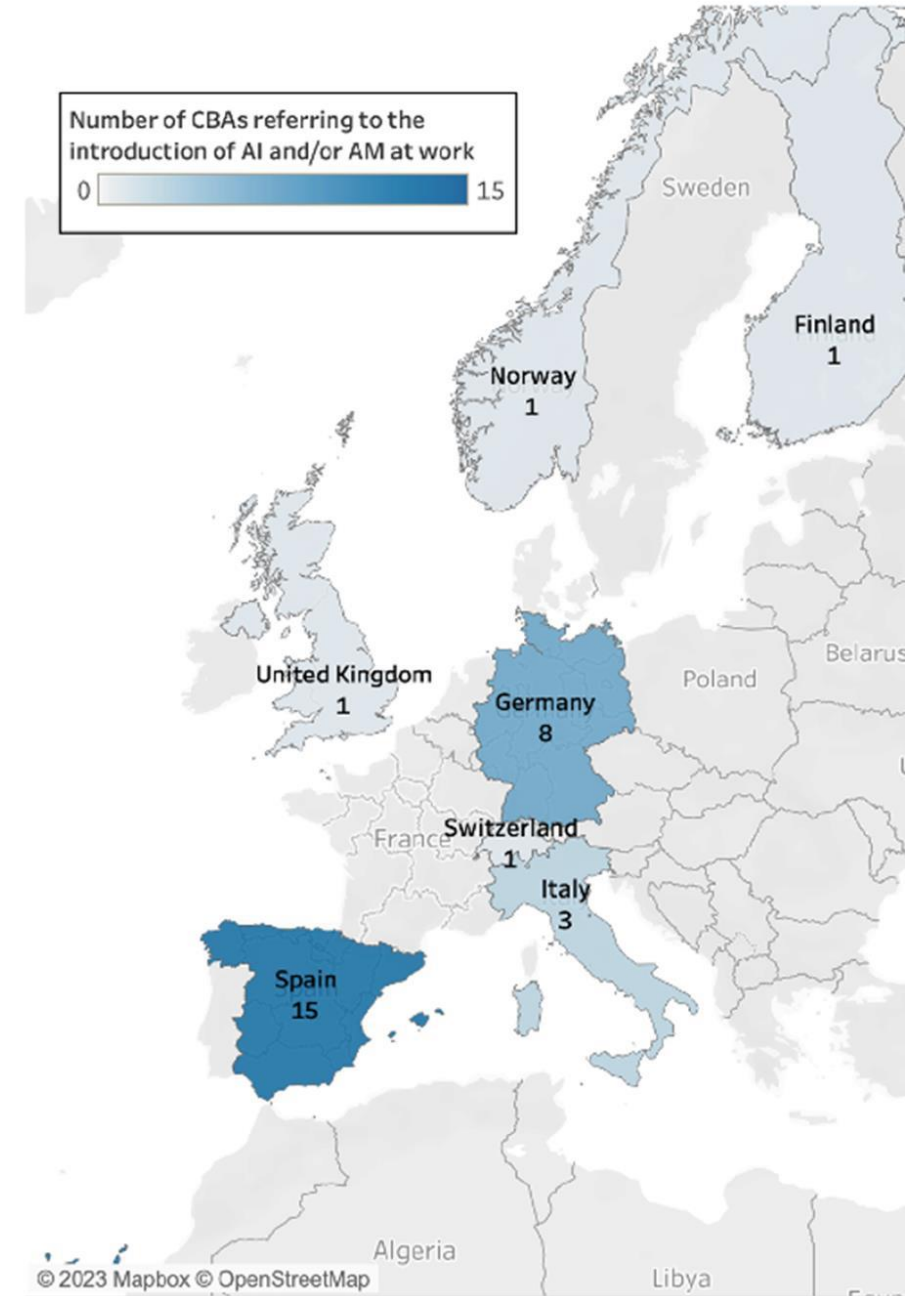 Number of CBAs referring to the
introduction of AI and/or AM at work
0 15
Sweden
Finland
1
Norway
1
United Kingdom
1
Germany
8
Poland
Belarus
Switzerland
France
1
Italy
3
Spain
15
Algeria
Libya
© 2023 Mapbox © OpenStreetMap